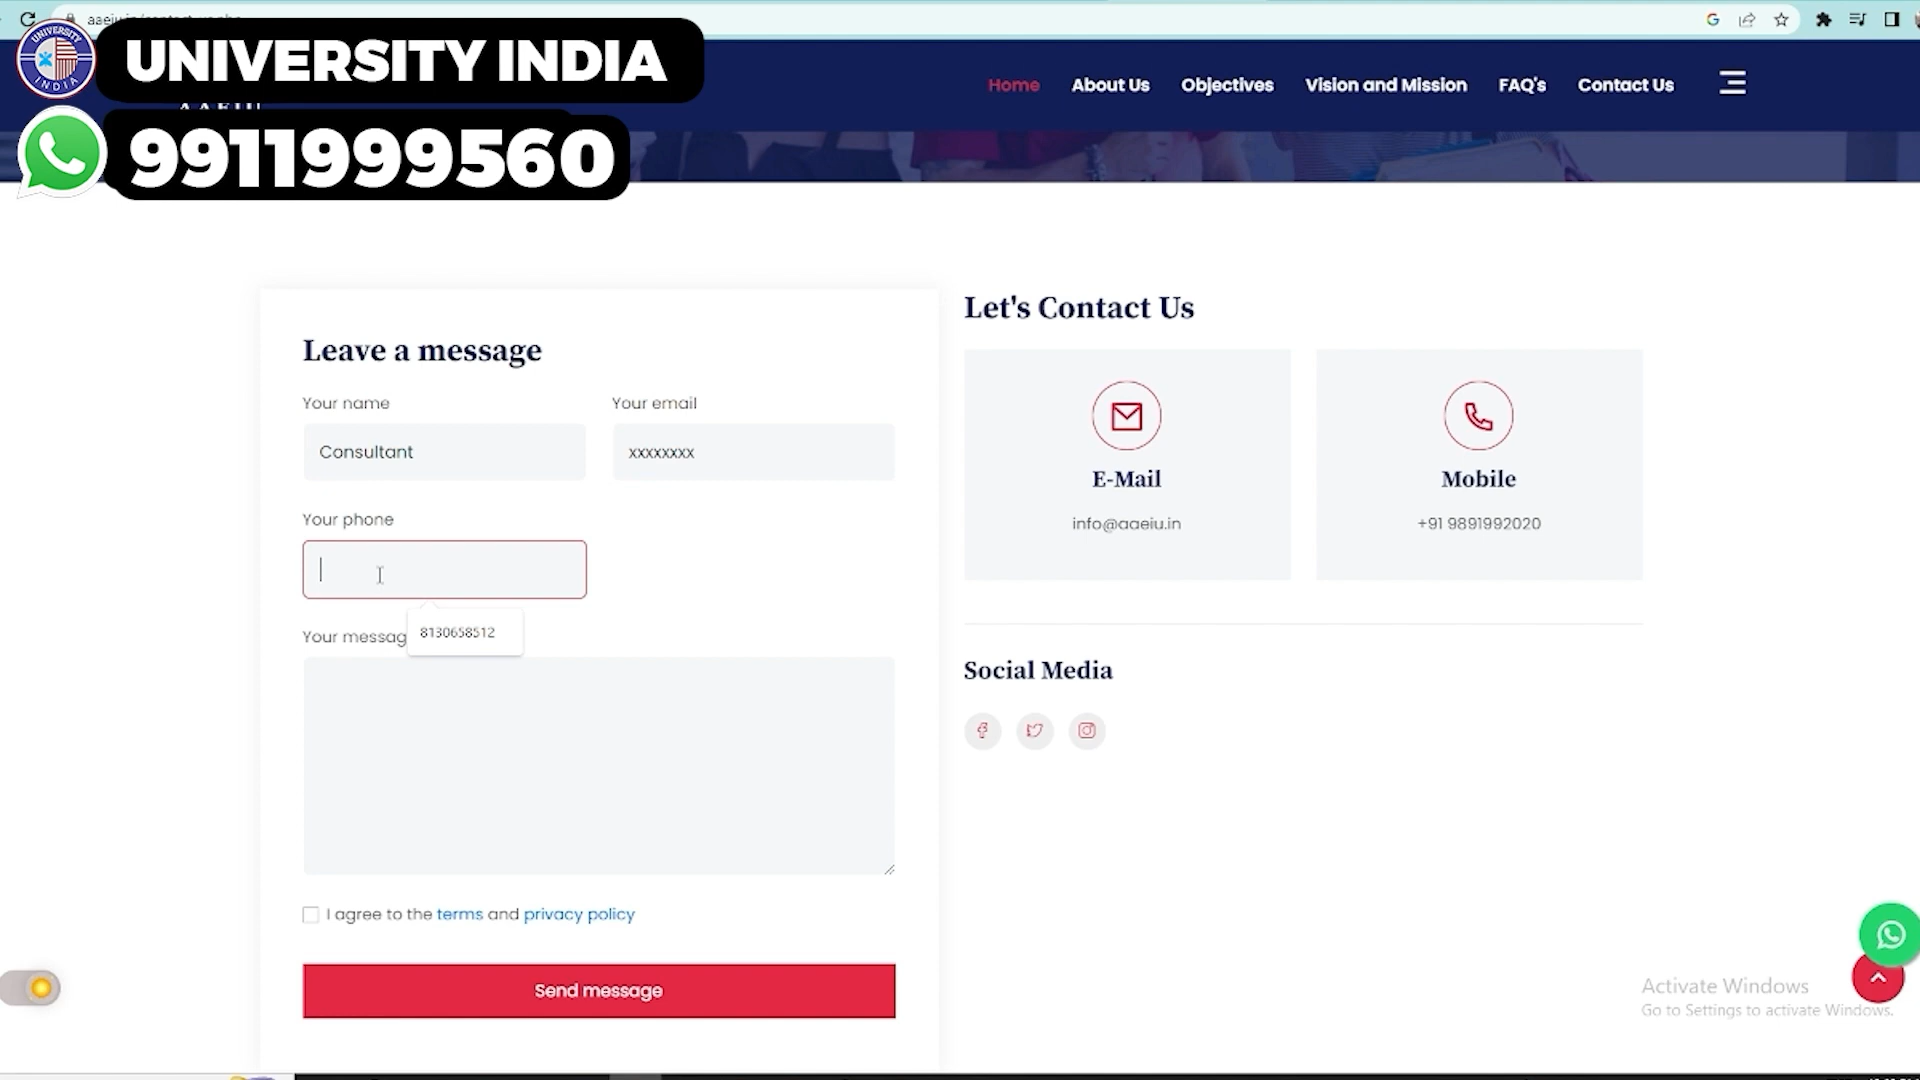 UNIVERSITY
INDIA
UNIVERSITY INDIA
9911999560
Home About Us Objectives Vision and Mission FAQ's Contact Us
Leave a message
Your name Your email
Consultant xxxxxxxx
Your phone
8130658512
Your messag
I agree to the terms and privacy policy
Send message
Let's Contact Us
E-Mail
info@aaeiu.in
Mobile
+91 9891992020
Social Media
Activate Windows
Go to Settings to activate Windows.